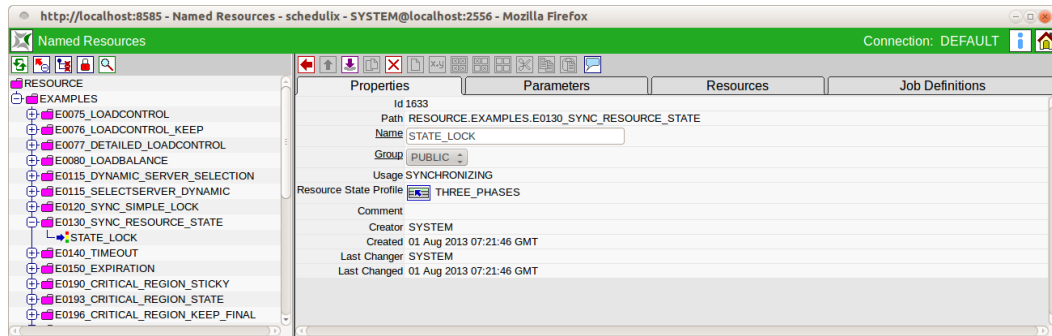 http://localhost:8585 - Named Resources - schedulix - SYSTEM@localhost:2556 - Mozilla Firefox
Named Resources
Connection: DEFAULT
RESOURCE
EXAMPLES
E0075_LOADCONTROL
E0076_LOADCONTROL_KEEP
E0077_DETAILED_LOADCONTROL
E0080_LOADBALANCE
E0115_DYNAMIC_SERVER_SELECTION
E0115_SELECTSERVER_DYNAMIC
E0120_SYNC_SIMPLE_LOCK
E0130_SYNC_RESOURCE_STATE
STATE_LOCK
E0140_TIMEOUT
E0150_EXPIRATION
E0190_CRITICAL_REGION_STICKY
E0193_CRITICAL_REGION_STATE
E0196_CRITICAL_REGION_KEEP_FINAL
x,y
Properties Parameters Resources Job Definitions
Id 1633
Path RESOURCE.EXAMPLES.E0130_SYNC_RESOURCE_STATE
Name STATE_LOCK
Group PUBLIC
Usage SYNCHRONIZING
Resource State Profile THREE_PHASES
Comment
Creator SYSTEM
Created 01 Aug 2013 07:21:46 GMT
Last Changer SYSTEM
Last Changed 01 Aug 2013 07:21:46 GMT